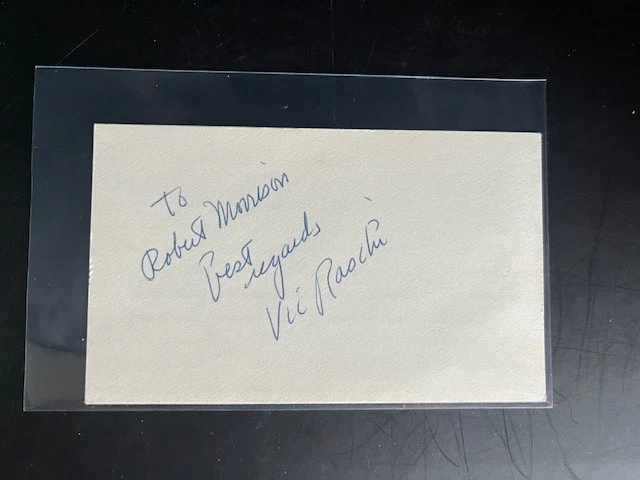 To
Robert Morrison
Best
regards
Vic Raschi